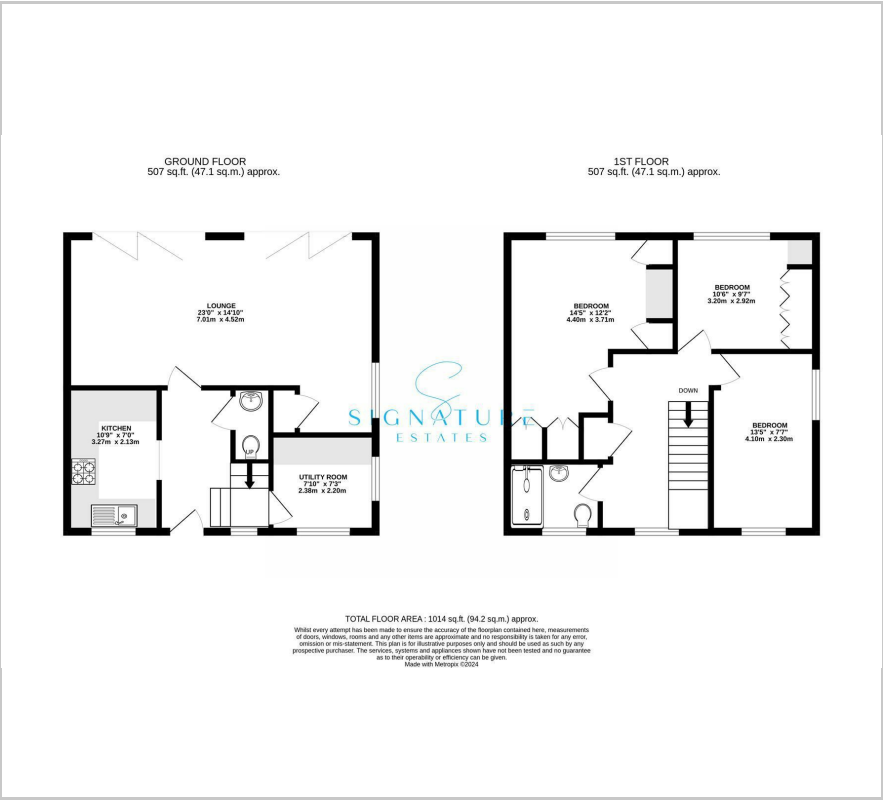 GROUND FLOOR
507 sq.ft. (47.1 sq.m.) approx.
1ST FLOOR
507 sq.ft. (47.1 sq.m.) approx.
LOUNGE
23'0" x 14'10"
7.01m x 4.52m
KITCHEN
10'9" x 7'0"
3.27m x 2.13m
UP
UTILITY ROOM
7'10" x 7'3"
2.38m x 2.20m
BEDROOM
14'5" x 12'2"
4.40m x 3.71m
BEDROOM
10'6" x 9'7"
3.20m x 2.92m
DOWN
BEDROOM
13'5" x 7'7"
4.10m x 2.30m
S
SIGNATURE
ESTATES
TOTAL FLOOR AREA : 1014 sq.ft. (94.2 sq.m.) approx.
Whilst every attempt has been made to ensure the accuracy of the floorplan contained here, measurements
of doors, windows, rooms and any other items are approximate and no responsibility is taken for any error,
omission or mis-statement. This plan is for illustrative purposes only and should be used as such by any
prospective purchaser. The services, systems and appliances shown have not been tested and no guarantee
as to their operability or efficiency can be given.
Made with Metropix ©2024